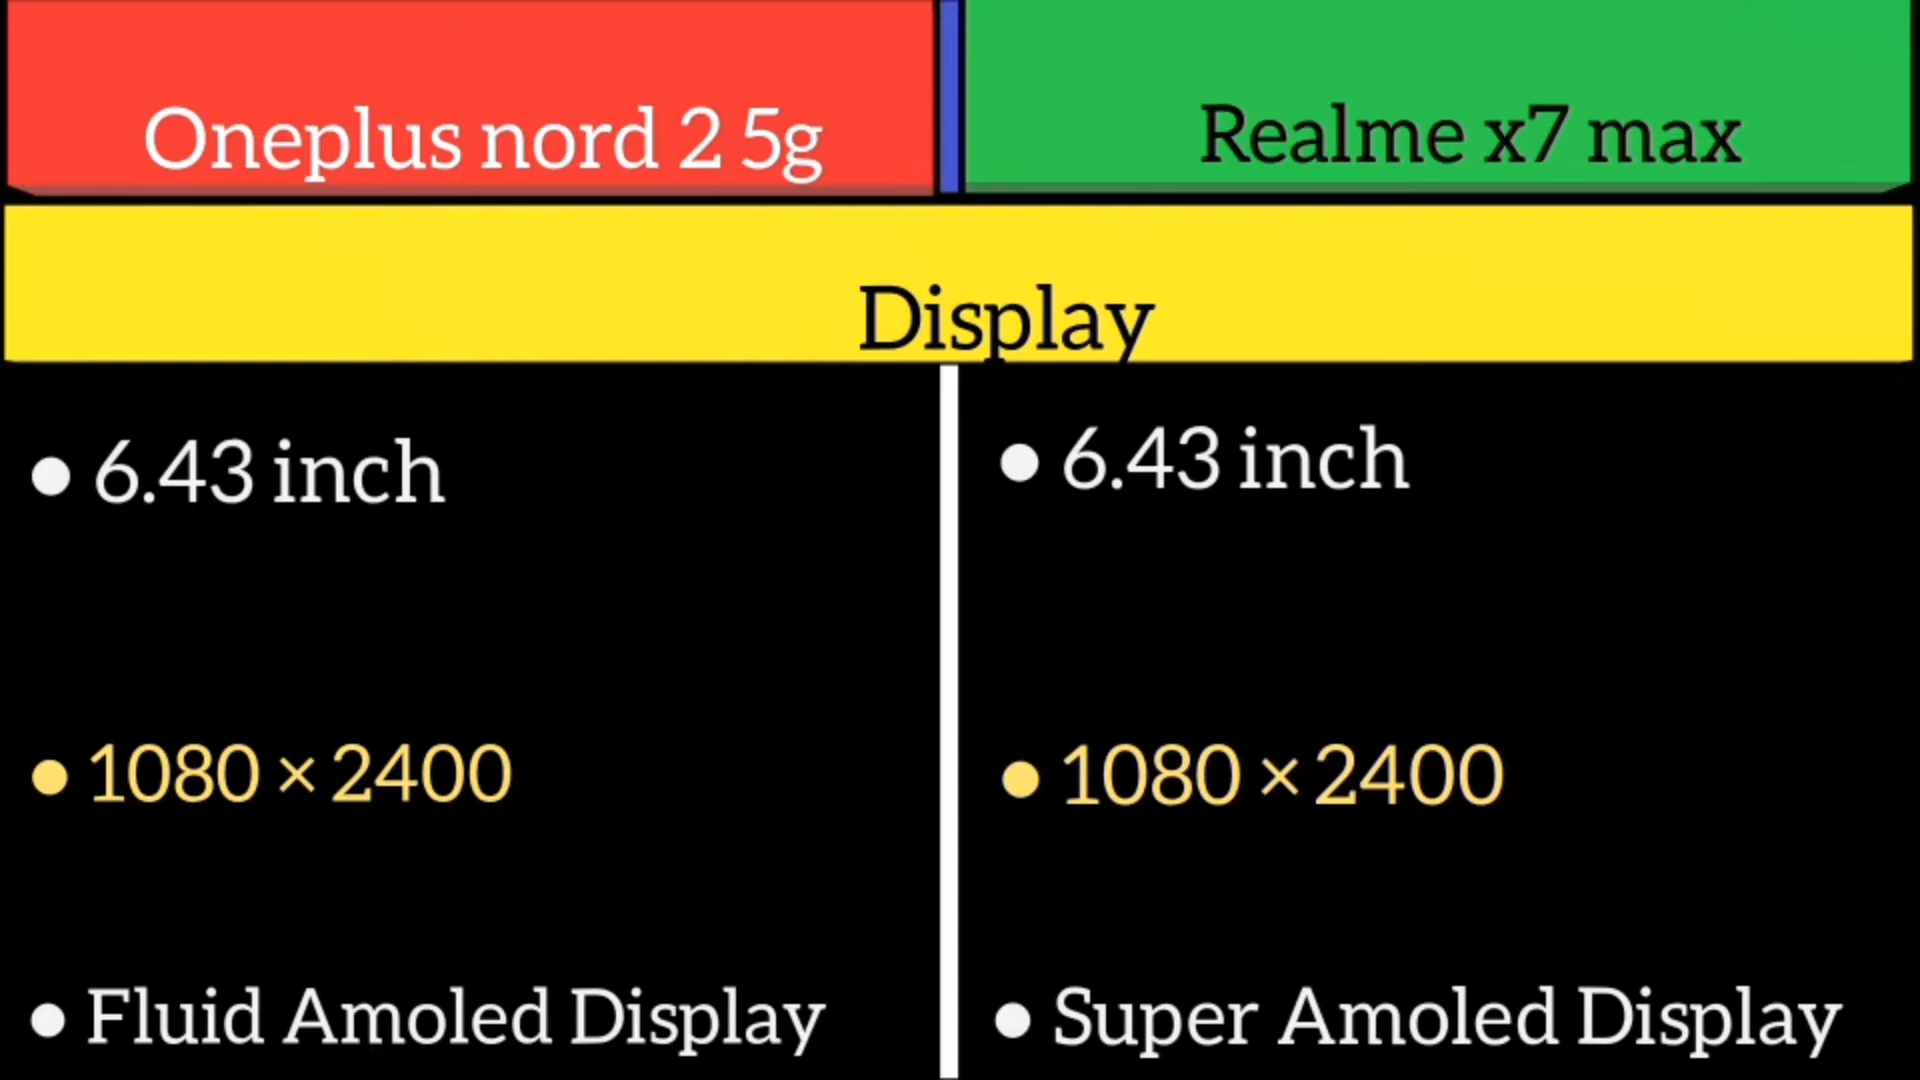 Oneplus nord 2 5g
Realme x7 max
Display
• 6.43 inch
• 6.43 inch
• 1080 × 2400
• 1080 × 2400
• Fluid Amoled Display
• Super Amoled Display